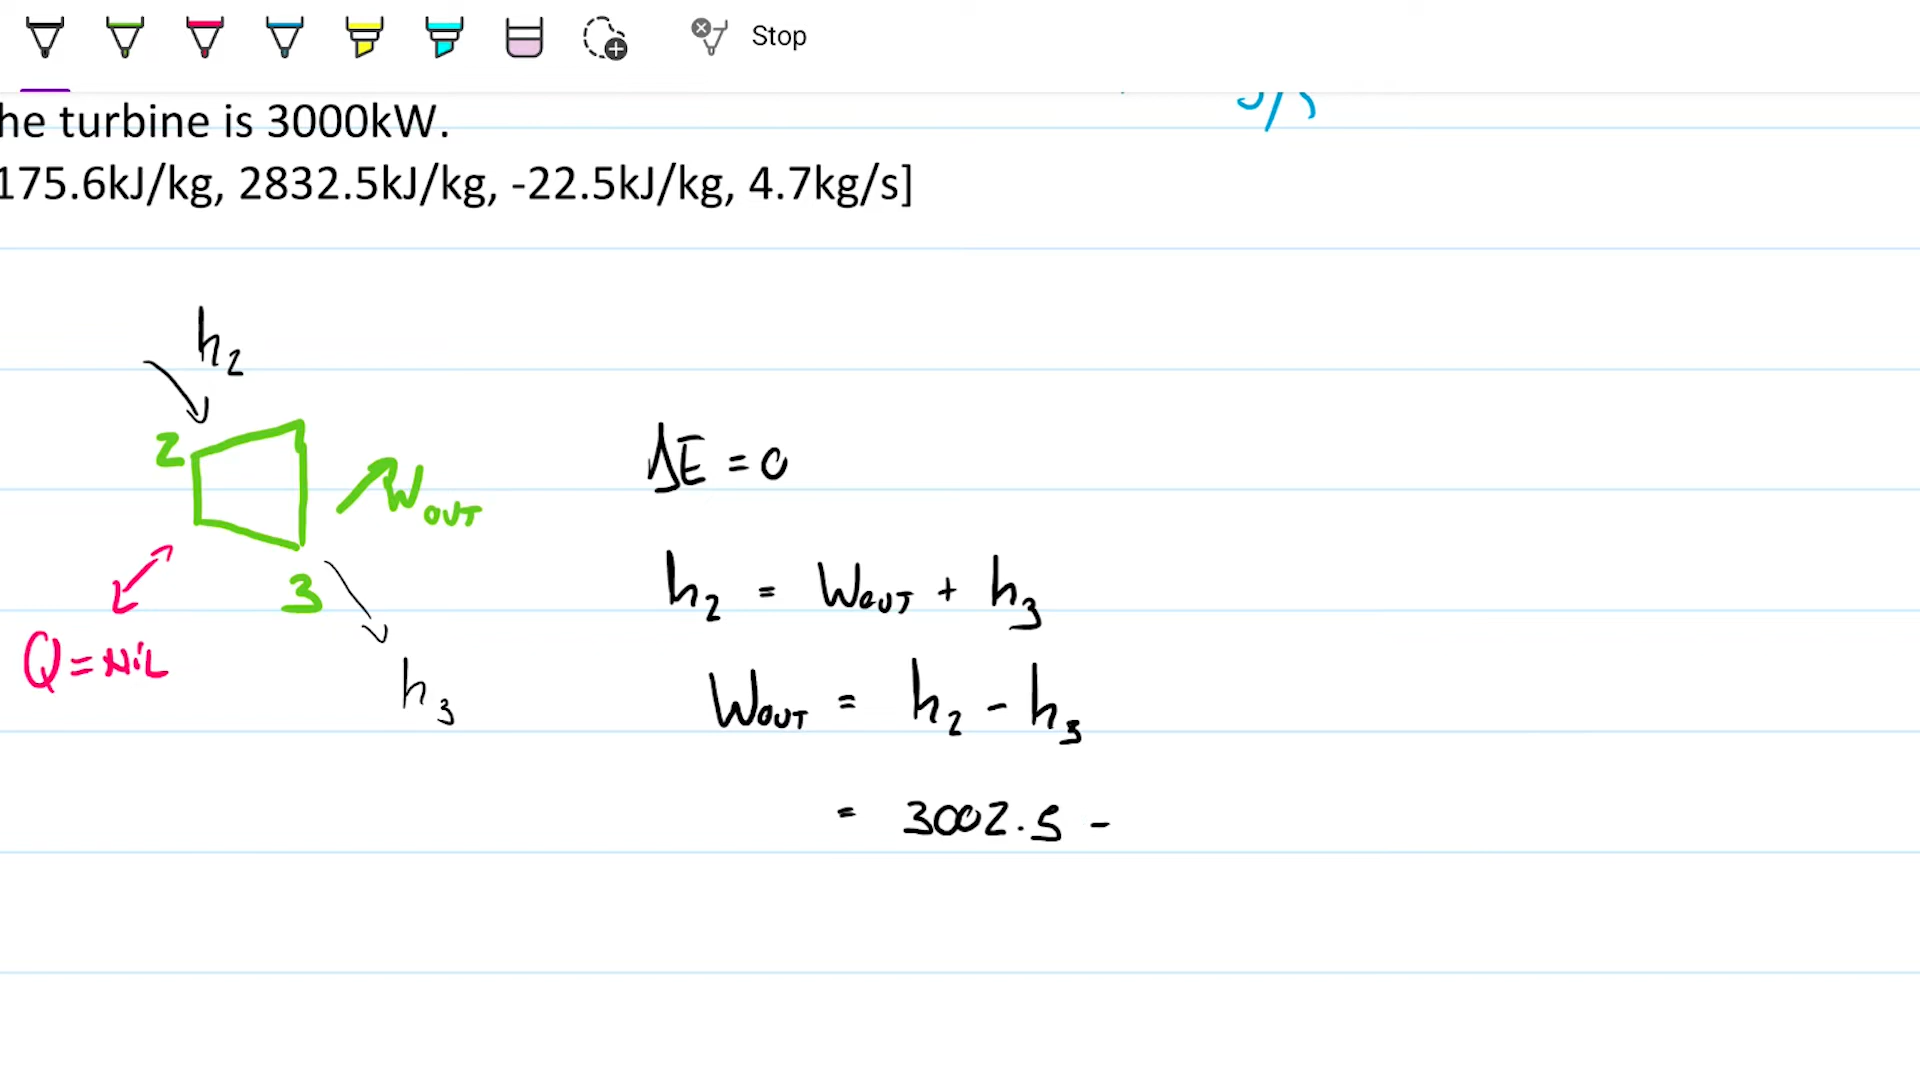 Stop
he turbine is 3000kW.
175.6kJ/kg, 2832.5kJ/kg, -22.5kJ/kg, 4.7kg/s]
h2
2
WOUT
3
Q = NiL
h3
ΔE = 0
h2 = WOUT + h3
WOUT = h2 - h3
= 3002.5 -